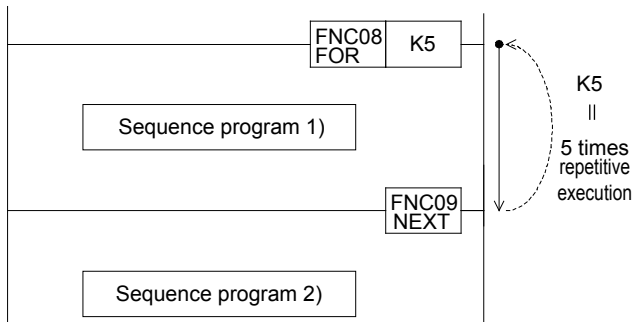 FNC08
FOR
K5
Sequence program 1)
K5
=
5 times
repetitive
execution
FNC09
NEXT
Sequence program 2)